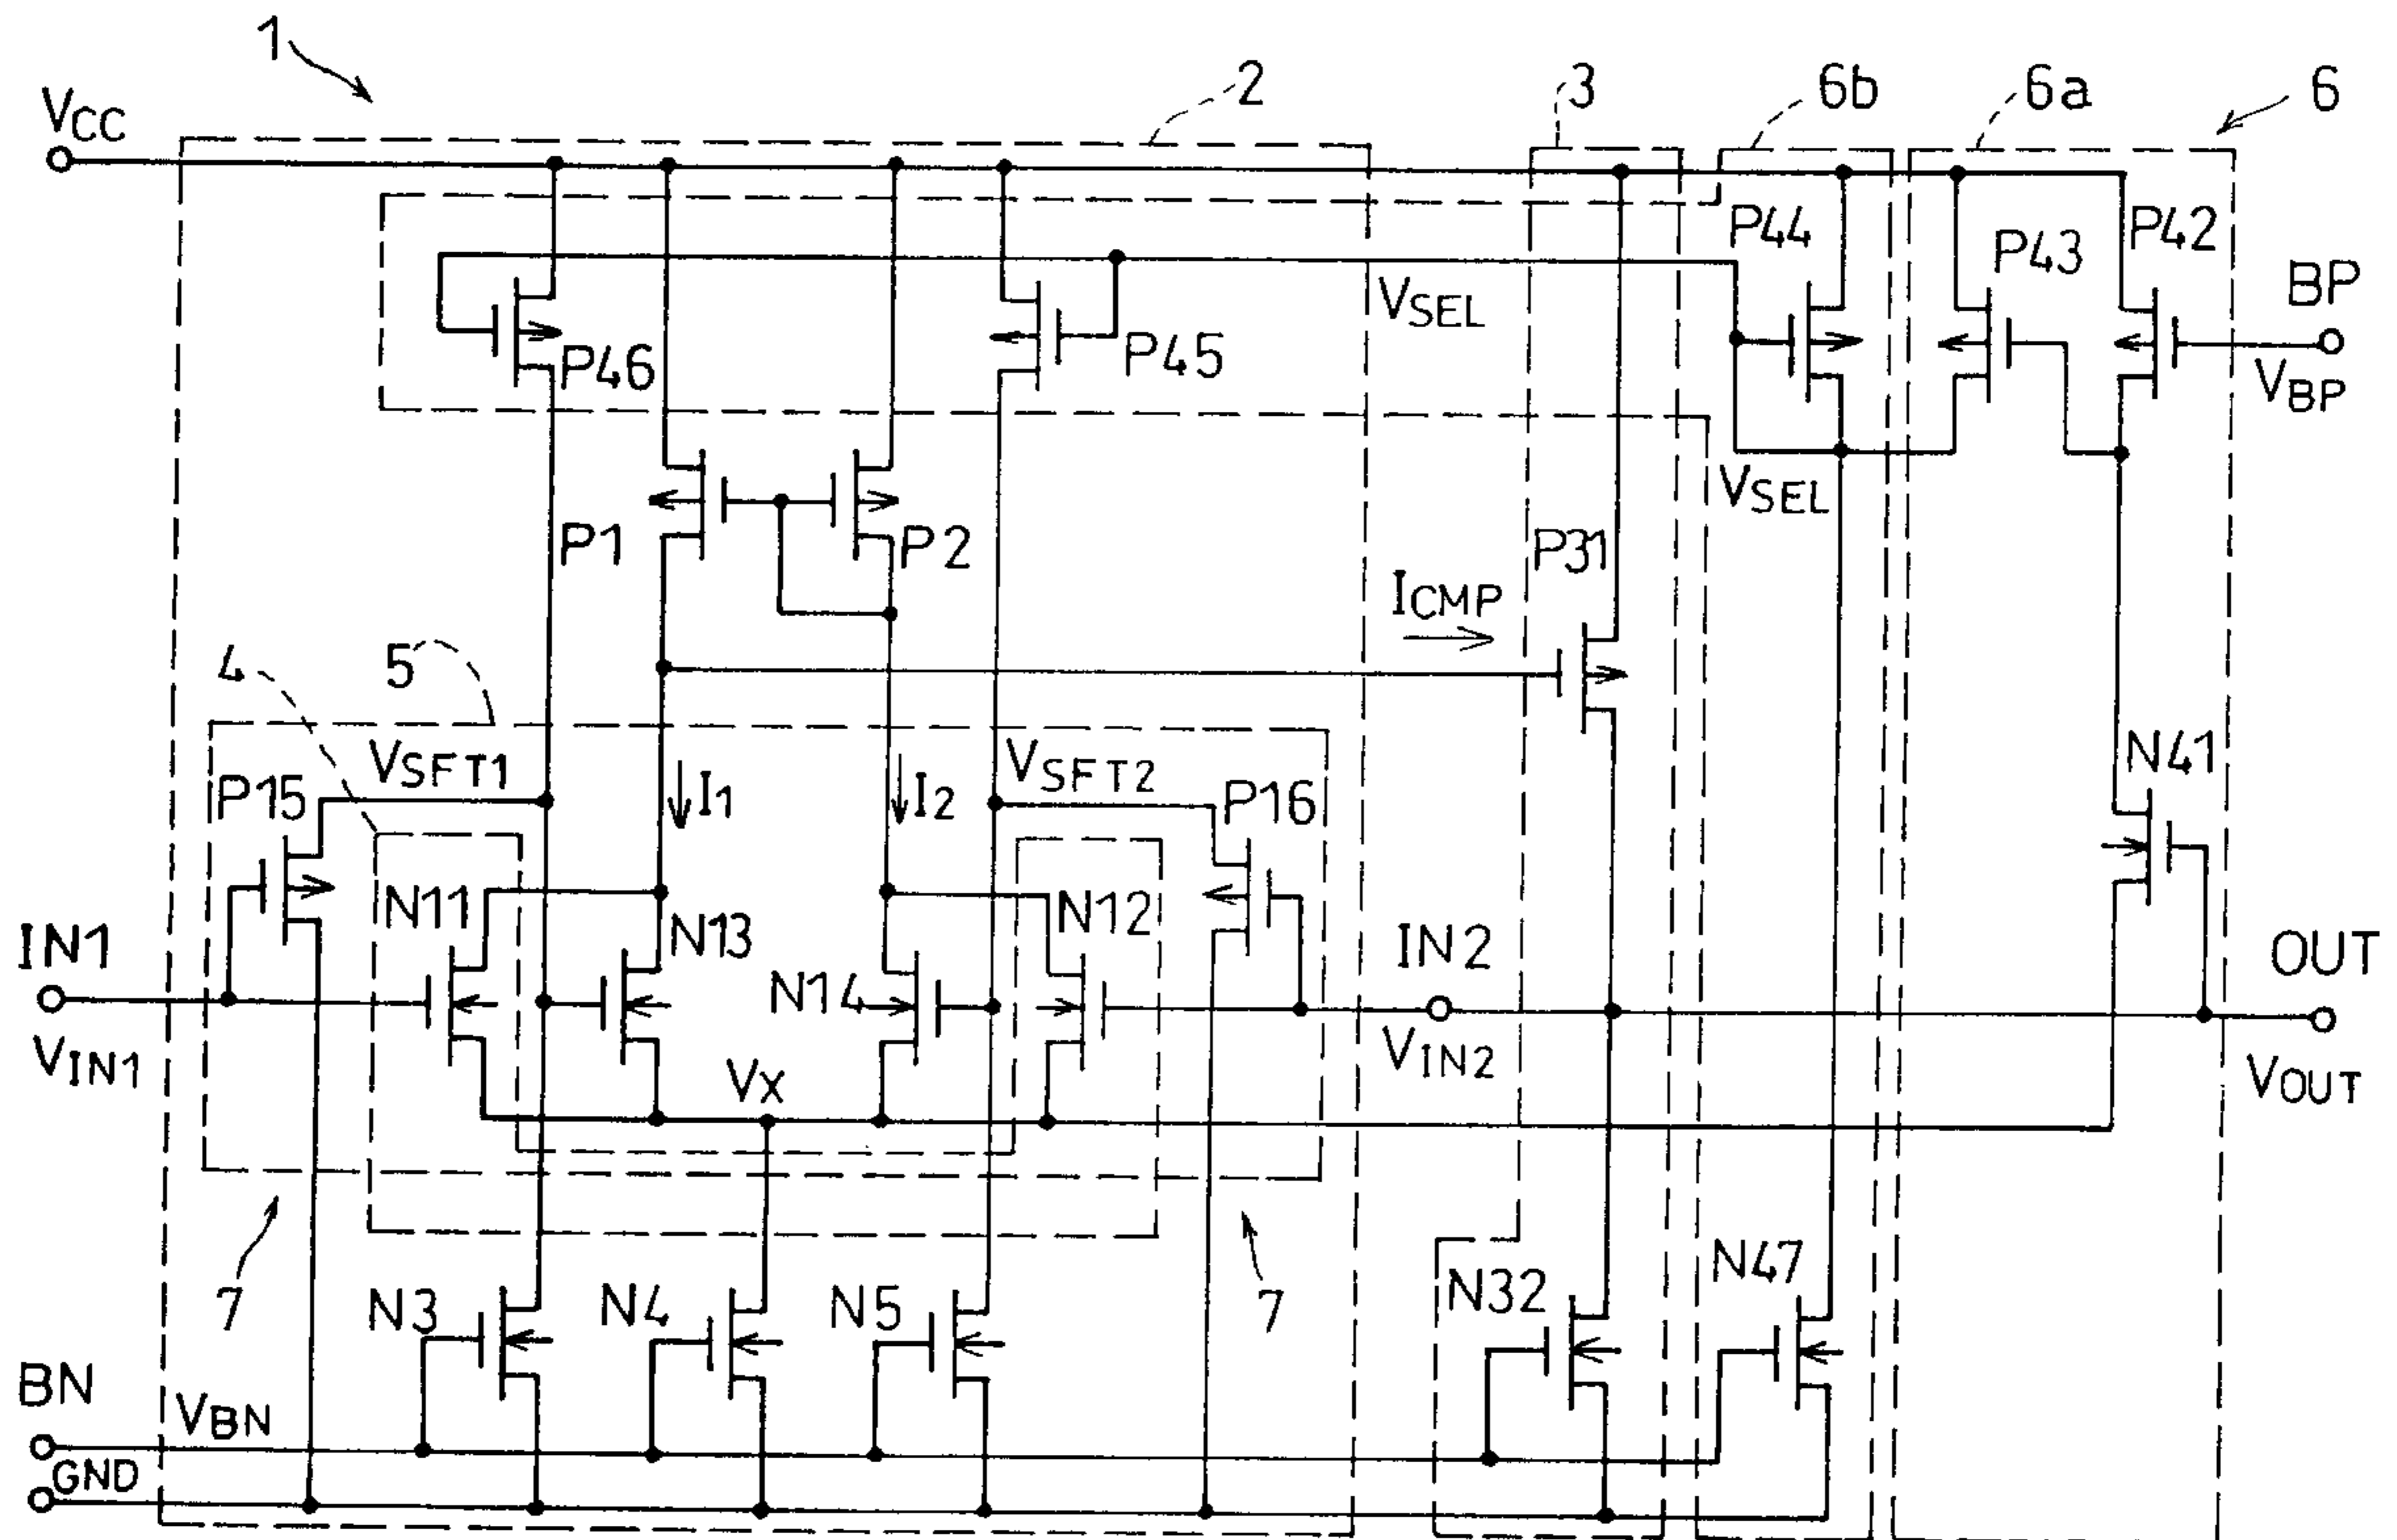 1
2
3
6b
6a
6
VCC
P44
P43
P42
BP
VSEL
P46
P45
VBP
VSEL
P1
P2
P31
ICMP
4
5
VSFT1
I1
I2
VSFT2
P15
P16
N41
N11
N13
N12
IN1
N14
IN2
OUT
VIN1
VX
VIN2
VOUT
7
N3
N4
N5
7
N32
N47
BN
VBN
GND